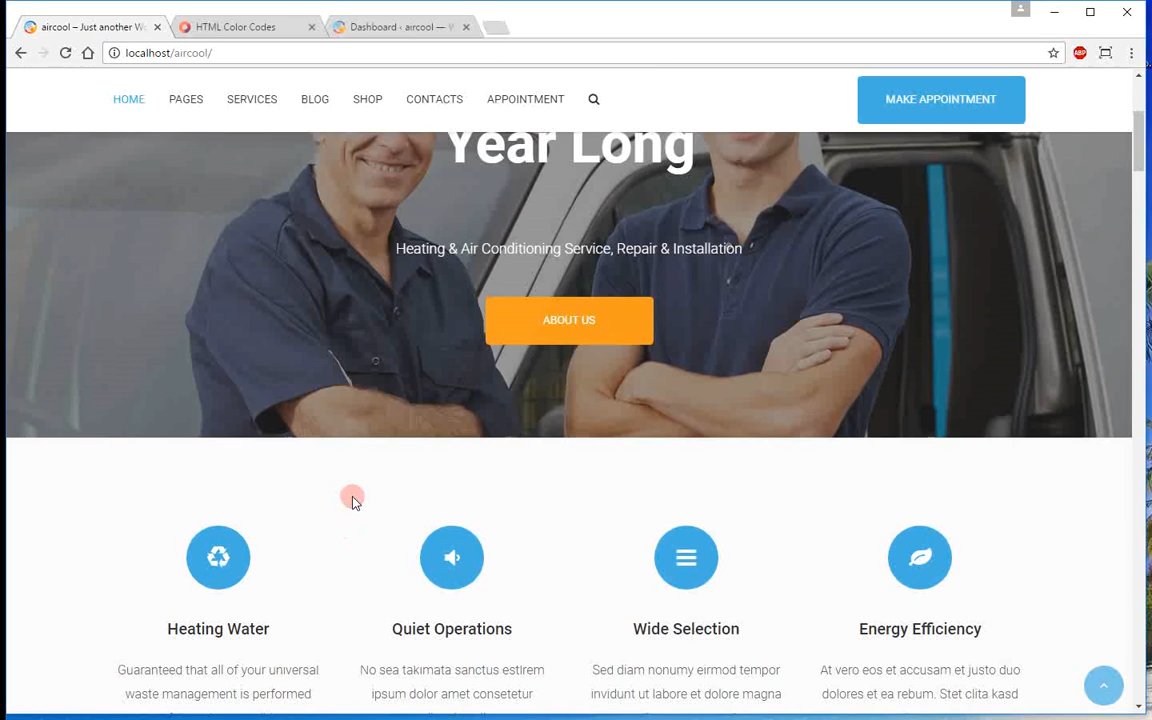 aircool – Just another W
HTML Color Codes
Dashboard ‹ aircool — W
localhost/aircool/
ABP
HOME
PAGES
SERVICES
BLOG
SHOP
CONTACTS
APPOINTMENT
MAKE APPOINTMENT
Year Long
Heating & Air Conditioning Service, Repair & Installation
ABOUT US
Heating Water
Quiet Operations
Wide Selection
Energy Efficiency
Guaranteed that all of your universal
waste management is performed
No sea takimata sanctus estlrem
ipsum dolor amet consetetur
Sed diam nonumy eirmod tempor
invidunt ut labore et dolore magna
At vero eos et accusam et justo duo
dolores et ea rebum. Stet clita kasd